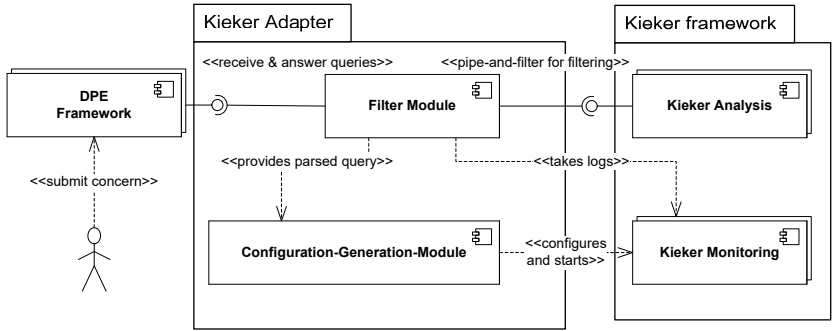 Kieker Adapter
Kieker framework
<<receive & answer queries>>
<<pipe-and-filter for filtering>>
DPE
Framework
Filter Module
Kieker Analysis
<<provides parsed query>>
<<takes logs>>
<<submit concern>>
Configuration-Generation-Module
<<configures
and starts>>
Kieker Monitoring